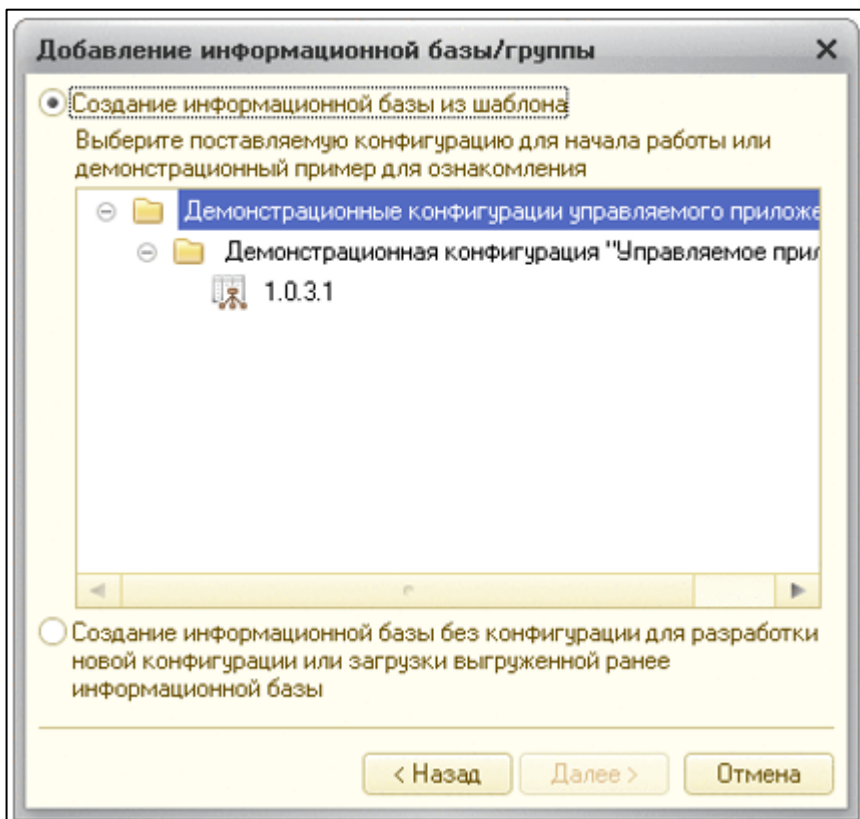 Добавление информационной базы/группы
Создание информационной базы из шаблона
Выберите поставляемую конфигурацию для начала работы или
демонстрационный пример для ознакомления
Демонстрационные конфигурации управляемого приложе
Демонстрационная конфигурация "Управляемое прил
1.0.3.1
Создание информационной базы без конфигурации для разработки
новой конфигурации или загрузки выгруженной ранее
информационной базы
< Назад Далее > Отмена